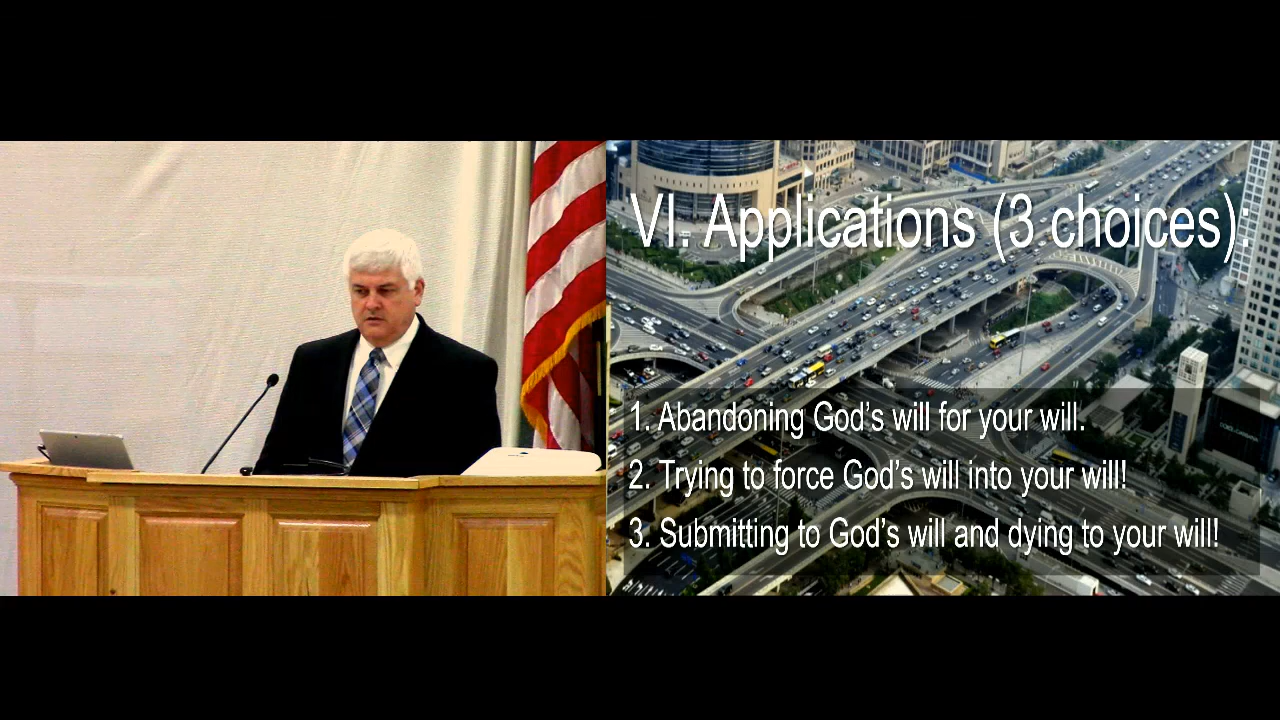 VI. Applications (3 choices):
1. Abandoning God's will for your will.
2. Trying to force God's will into your will!
3. Submitting to God's will and dying to your will!